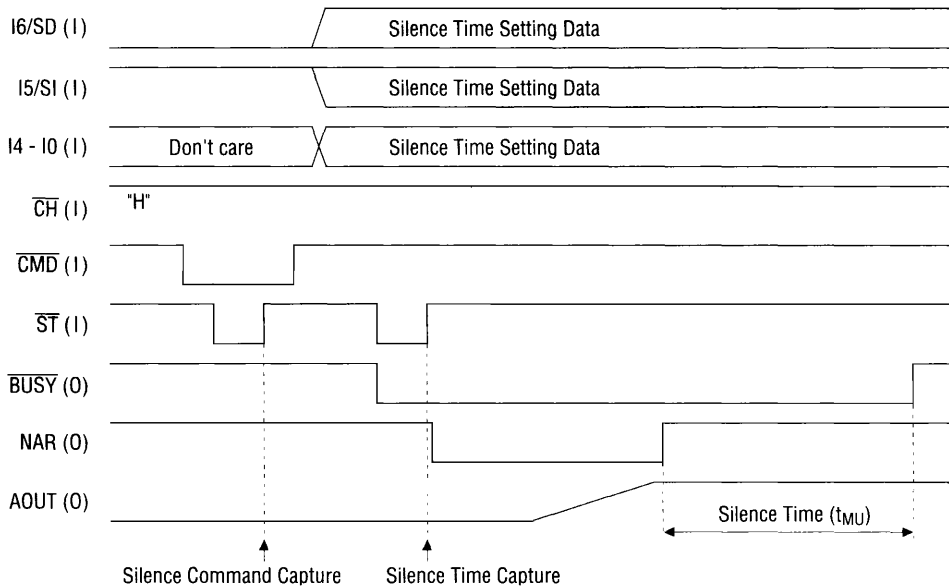 I6/SD (I) Silence Time Setting Data
I5/SI (I) Silence Time Setting Data
I4 - I0 (I) Don't care Silence Time Setting Data
CH (I) "H"
CMD (I)
ST (I)
BUSY (O)
NAR (O)
AOUT (O) Silence Time (tMU)
Silence Command Capture Silence Time Capture